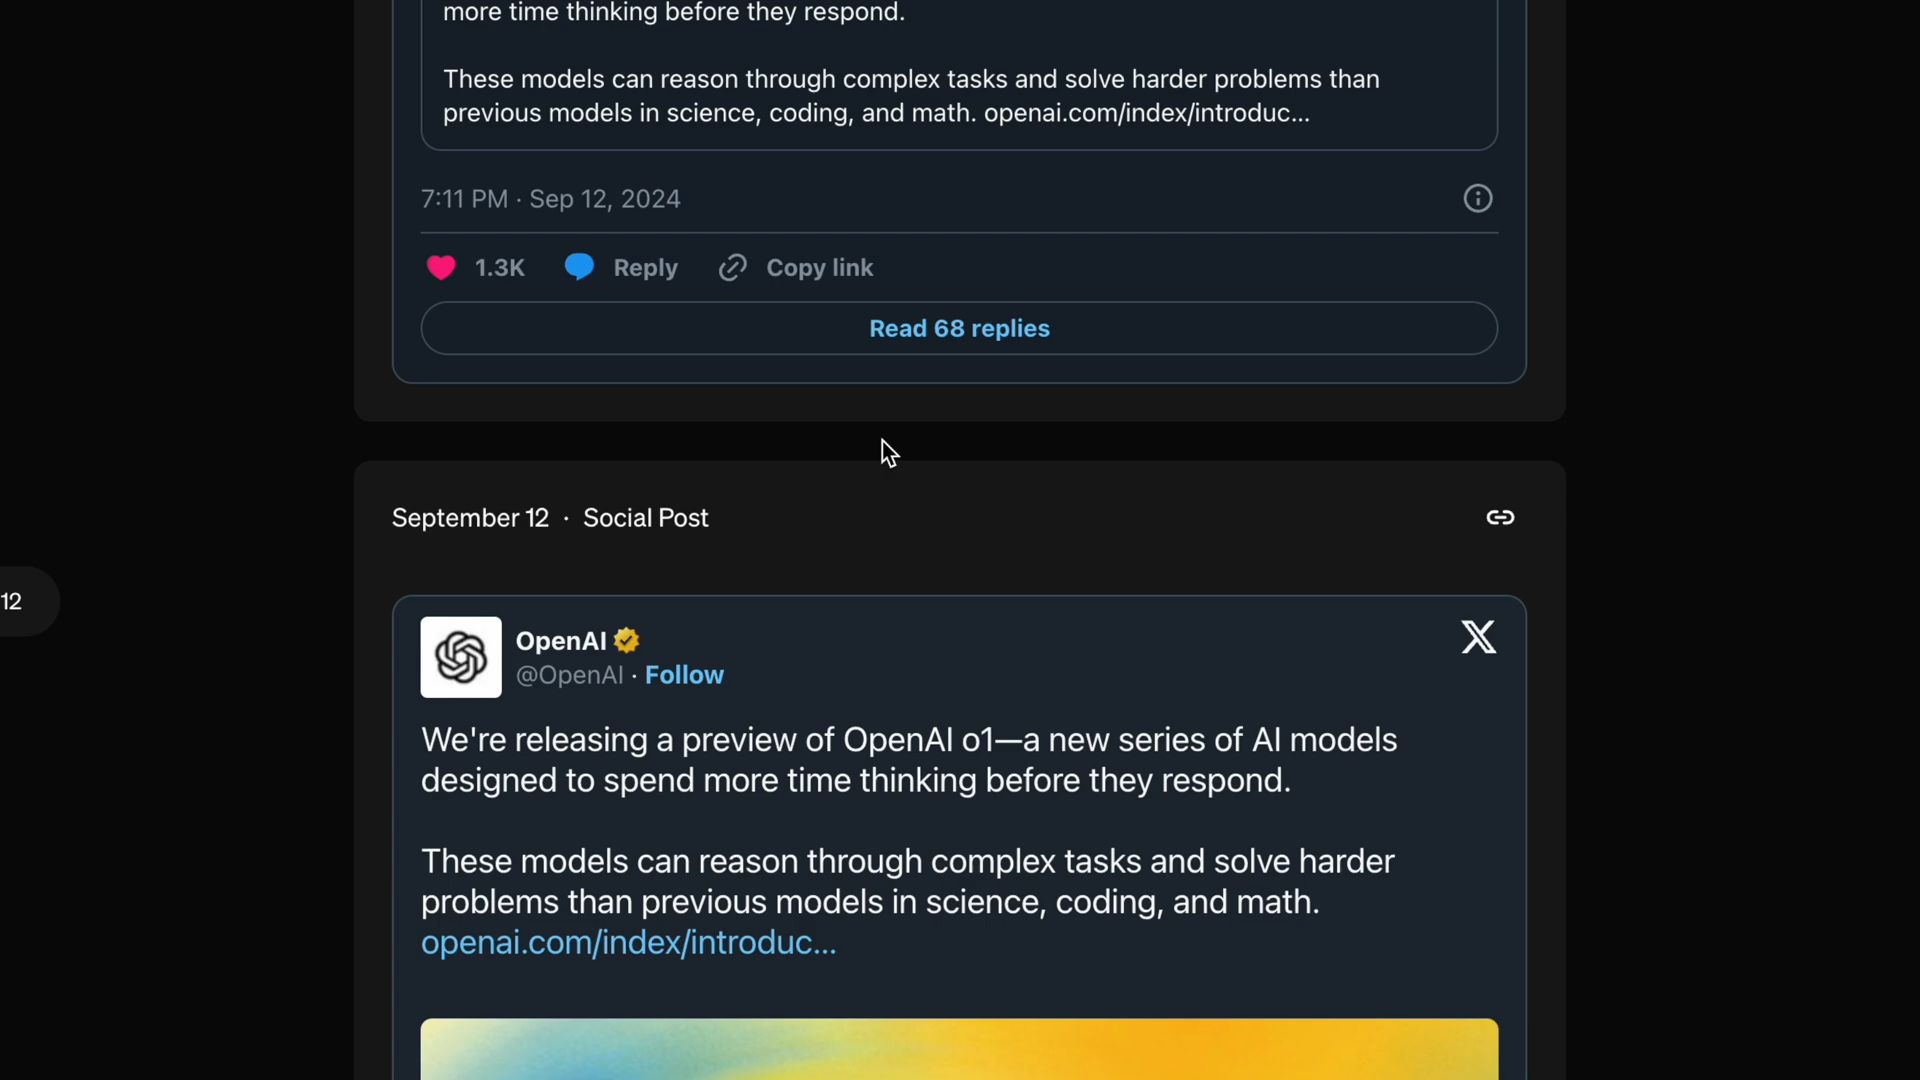 more time thinking before they respond.
These models can reason through complex tasks and solve harder problems than
previous models in science, coding, and math. openai.com/index/introduc...
7:11 PM · Sep 12, 2024
1.3K Reply Copy link
Read 68 replies
September 12 · Social Post
12
OpenAI
@OpenAI · Follow
We're releasing a preview of OpenAI o1—a new series of AI models
designed to spend more time thinking before they respond.
These models can reason through complex tasks and solve harder
problems than previous models in science, coding, and math.
openai.com/index/introduc...